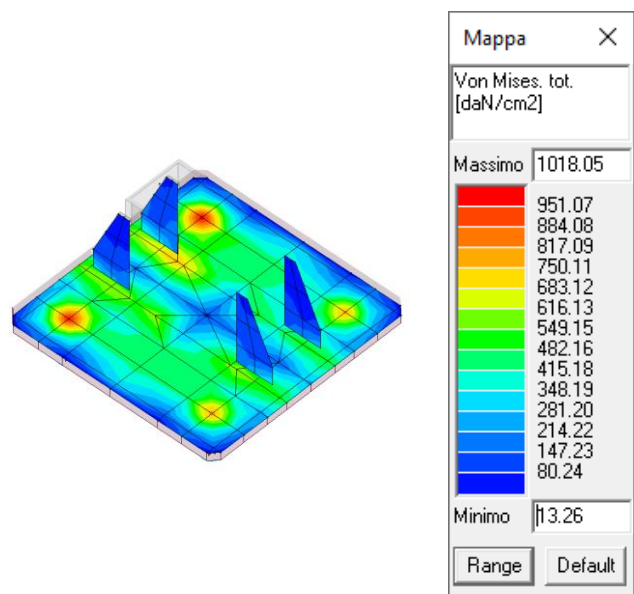 Mappa
Von Mises. tot.
[daN/cm2]
Massimo 1018.05
951.07
884.08
817.09
750.11
683.12
616.13
549.15
482.16
415.18
348.19
281.20
214.22
147.23
80.24
Minimo 13.26
Range Default